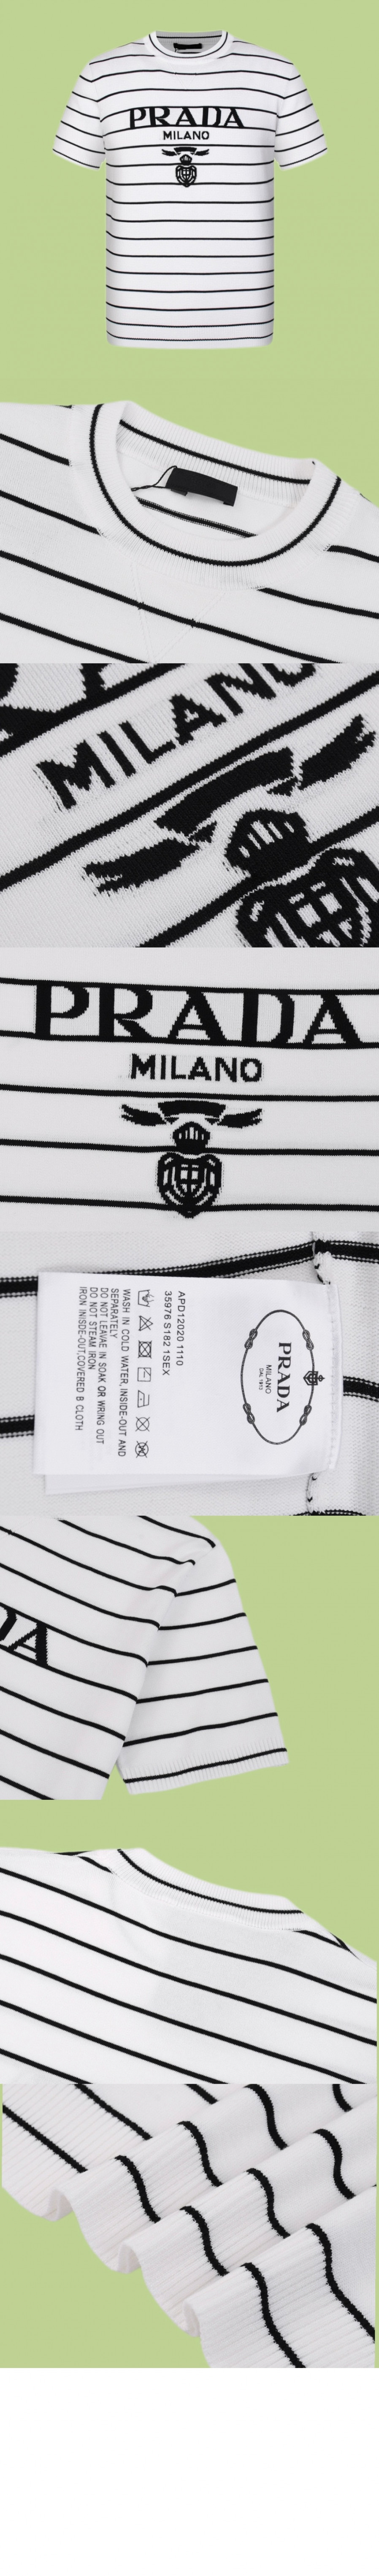 PRADA
MILANO
MILANO
PRADA
MILANO
PRADA
MILANO
DAL 1913
APD12020 1110
35976 S182 1SEX
WASH IN COLD WATER, INSIDE-OUT AND
SEPARATELY
DO NOT LEAVAE IN SOAK OR WRING OUT
DO NOT STEAM IRON
IRON INISDE-OUT,COVERED B CLOTH
DA